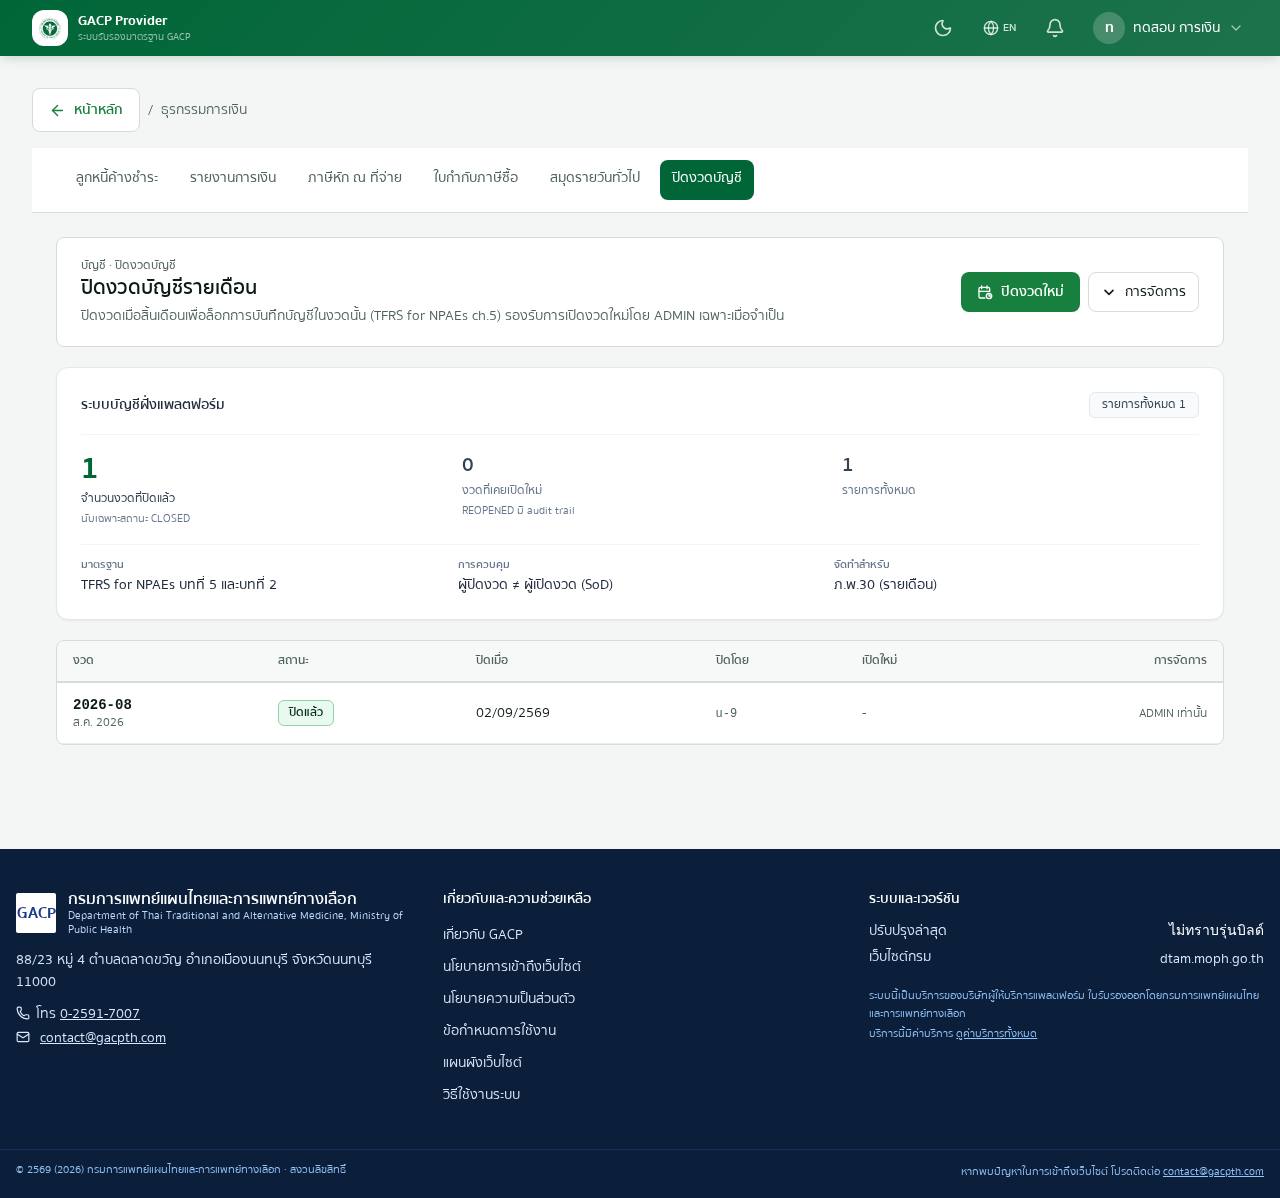 GACP Provider
ระบบรับรองมาตรฐาน GACP
EN
ท
ทดสอบ การเงิน
หน้าหลัก / ธุรกรรมการเงิน
ลูกหนี้ค้างชำระ รายงานการเงิน ภาษีหัก ณ ที่จ่าย ใบกำกับภาษีซื้อ สมุดรายวันทั่วไป ปิดงวดบัญชี
บัญชี · ปิดงวดบัญชี
ปิดงวดบัญชีรายเดือน
ปิดงวดเมื่อสิ้นเดือนเพื่อล็อกการบันทึกบัญชีในงวดนั้น (TFRS for NPAEs ch.5) รองรับการเปิดงวดใหม่โดย ADMIN เฉพาะเมื่อจำเป็น
ปิดงวดใหม่ การจัดการ
ระบบบัญชีฝั่งแพลตฟอร์ม รายการทั้งหมด 1
1
จำนวนงวดที่ปิดแล้ว
นับเฉพาะสถานะ CLOSED
0
งวดที่เคยเปิดใหม่
REOPENED มี audit trail
1
รายการทั้งหมด
มาตรฐาน
TFRS for NPAEs บทที่ 5 และบทที่ 2
การควบคุม
ผู้ปิดงวด ≠ ผู้เปิดงวด (SoD)
จัดทำสำหรับ
ภ.พ.30 (รายเดือน)
งวด สถานะ ปิดเมื่อ ปิดโดย เปิดใหม่ การจัดการ
2026-08
ส.ค. 2026
ปิดแล้ว 02/09/2569 u-9 - ADMIN เท่านั้น
GACP
กรมการแพทย์แผนไทยและการแพทย์ทางเลือก
Department of Thai Traditional and Alternative Medicine, Ministry of
Public Health
88/23 หมู่ 4 ตำบลตลาดขวัญ อำเภอเมืองนนทบุรี จังหวัดนนทบุรี
11000
โทร 0-2591-7007
contact@gacpth.com
เกี่ยวกับและความช่วยเหลือ
เกี่ยวกับ GACP
นโยบายการเข้าถึงเว็บไซต์
นโยบายความเป็นส่วนตัว
ข้อกำหนดการใช้งาน
แผนผังเว็บไซต์
วิธีใช้งานระบบ
ระบบและเวอร์ชัน
ปรับปรุงล่าสุด ไม่ทราบรุ่นบิลด์
เว็บไซต์กรม dtam.moph.go.th
ระบบนี้เป็นบริการของบริษัทผู้ให้บริการแพลตฟอร์ม ใบรับรองออกโดยกรมการแพทย์แผนไทย
และการแพทย์ทางเลือก
บริการนี้มีค่าบริการ ดูค่าบริการทั้งหมด
© 2569 (2026) กรมการแพทย์แผนไทยและการแพทย์ทางเลือก · สงวนลิขสิทธิ์
หากพบปัญหาในการเข้าถึงเว็บไซต์ โปรดติดต่อ contact@gacpth.com